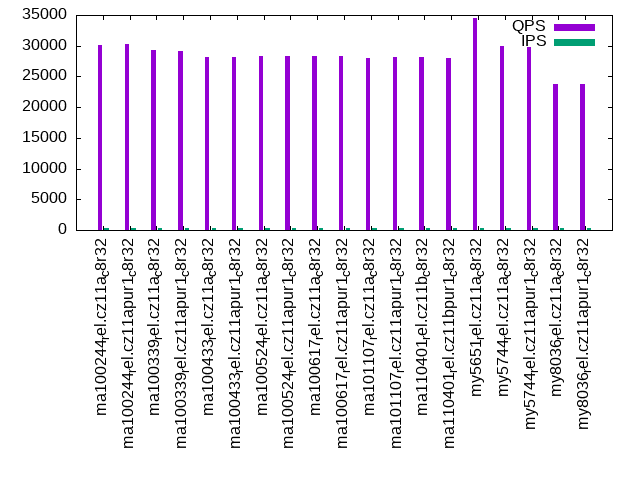 35000
30000
25000
20000
15000
10000
5000
0
QPS
IPS
ma100244_rel.cz11a_c8r32
ma100244_rel.cz11apur1_c8r32
ma100339_rel.cz11a_c8r32
ma100339_rel.cz11apur1_c8r32
ma100433_rel.cz11a_c8r32
ma100433_rel.cz11apur1_c8r32
ma100524_rel.cz11a_c8r32
ma100524_rel.cz11apur1_c8r32
ma100617_rel.cz11a_c8r32
ma100617_rel.cz11apur1_c8r32
ma101107_rel.cz11a_c8r32
ma101107_rel.cz11apur1_c8r32
ma110401_rel.cz11b_c8r32
ma110401_rel.cz11bpur1_c8r32
my5651_rel.cz11a_c8r32
my5744_rel.cz11a_c8r32
my5744_rel.cz11apur1_c8r32
my8036_rel.cz11a_c8r32
my8036_rel.cz11apur1_c8r32